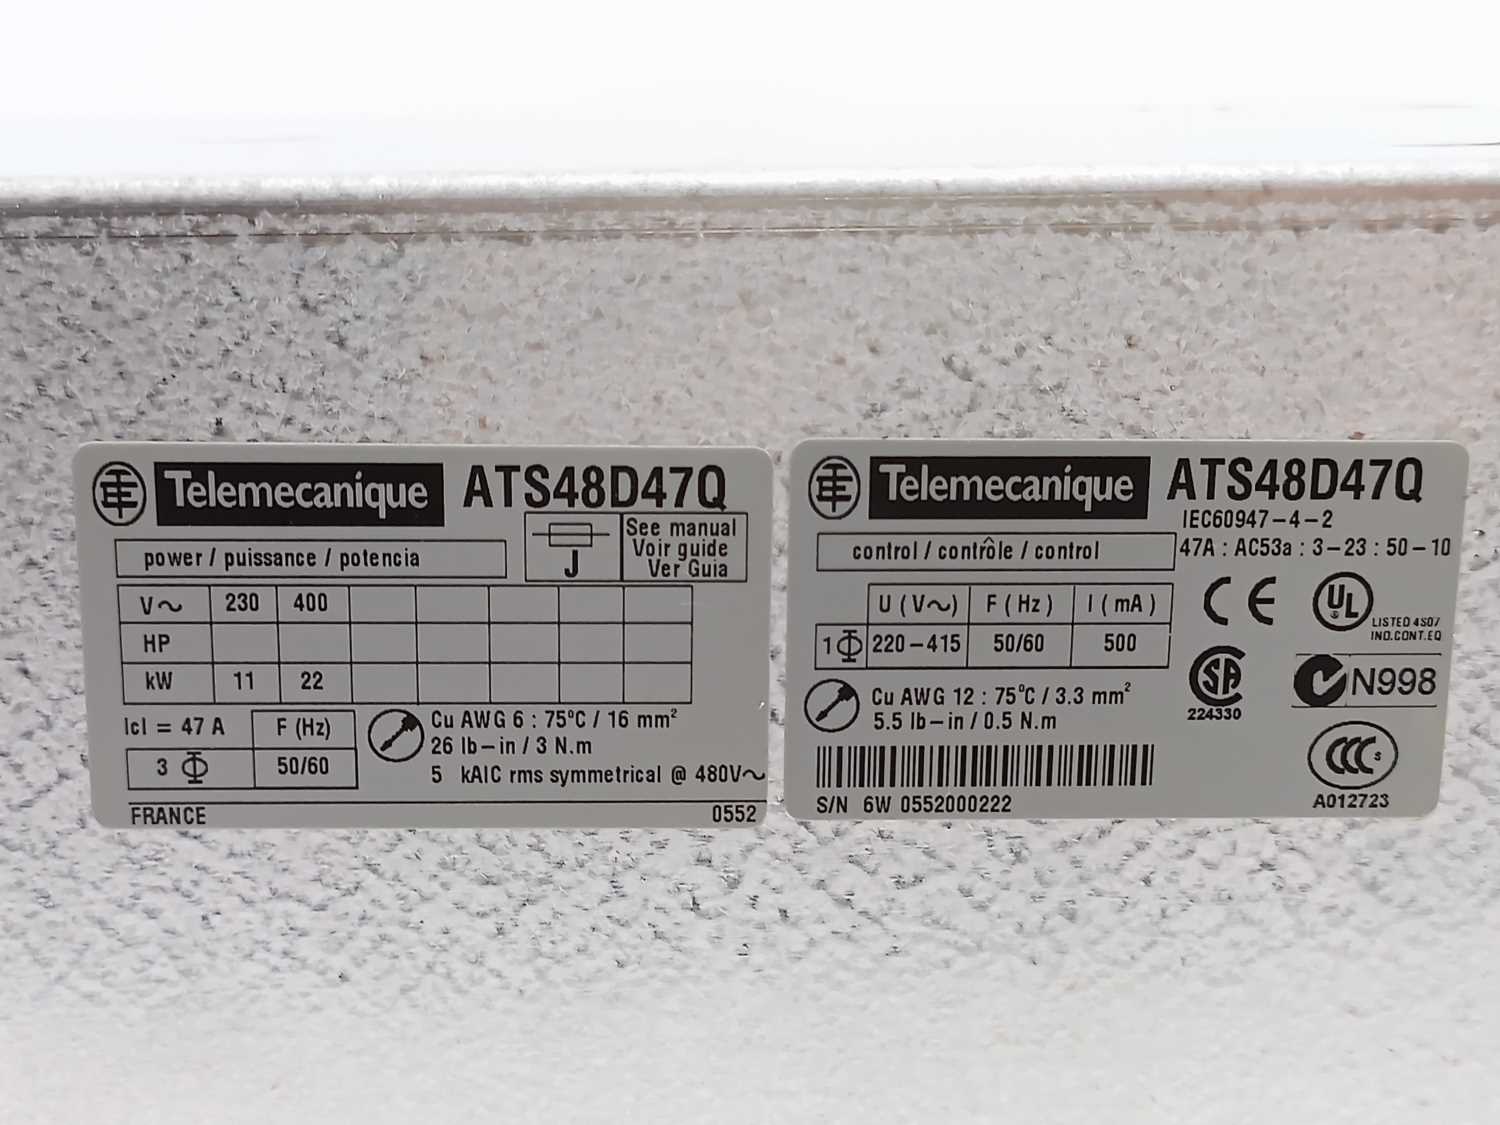 Telemecanique ATS48D47Q
power / puissance / potencia
J
See manual
Voir guide
Ver Guia
V~ 230 400
HP
kW 11 22
Icl = 47 A F (Hz)
3 Φ 50/60
Cu AWG 6 : 75°C / 16 mm²
26 lb-in / 3 N.m
5 kAIC rms symmetrical @ 480V~
FRANCE 0552
Telemecanique ATS48D47Q
IEC60947-4-2
control / contrôle / control
47A : AC53a : 3-23 : 50-10
U (V~) F (Hz) I (mA)
1 Φ 220-415 50/60 500
Cu AWG 12 : 75°C / 3.3 mm²
5.5 lb-in / 0.5 N.m
S/N 6W 0552000222
CE
UL
®
LISTED 4S07
IND.CONT.EQ
SA
224330
N998
CCC S
A012723